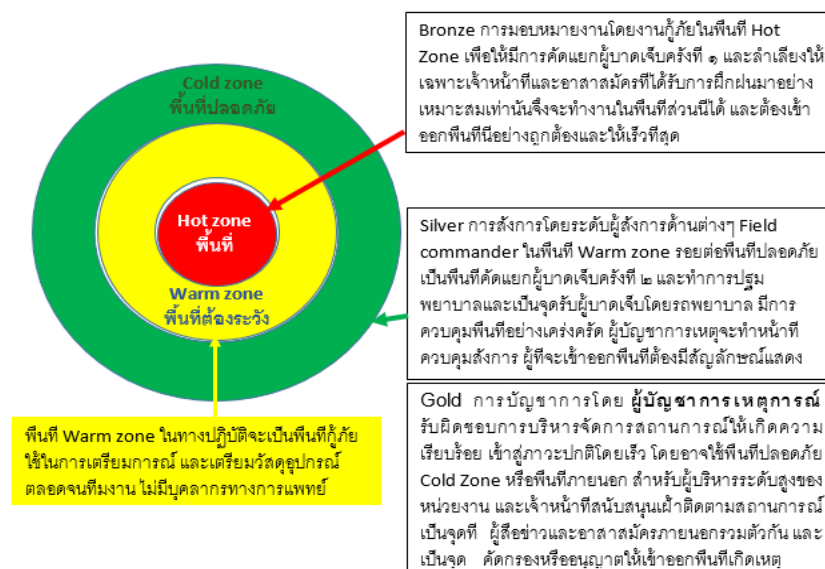 Cold zone
พื้นที่ปลอดภัย
Hot zone
พื้นที่
Warm zone
พื้นที่ต้องระวัง
Bronze การมอบหมายงานโดยงานกู้ภัยในพื้นที่ Hot
Zone เพื่อให้มีการคัดแยกผู้บาดเจ็บครั้งที่ ๑ และลำเลียงให้
เฉพาะเจ้าหน้าที่และอาสาสมัครที่ได้รับการฝึกฝนมาอย่าง
เหมาะสมเท่านั้นจึงจะทำงานในพื้นที่ส่วนนี้ได้ และต้องเข้า
ออกพื้นที่นี้อย่างถูกต้องและให้เร็วที่สุด
Silver การสั่งการโดยระดับผู้สั่งการด้านต่างๆ Field
commander ในพื้นที่ Warm zone รอยต่อพื้นที่ปลอดภัย
เป็นพื้นที่คัดแยกผู้บาดเจ็บครั้งที่ ๒ และทำการปฐม
พยาบาลและเป็นจุดรับผู้บาดเจ็บโดยรถพยาบาล มีการ
ควบคุมพื้นที่อย่างเคร่งครัด ผู้บัญชาการเหตุจะทำหน้าที่
ควบคุมสั่งการ ผู้ที่จะเข้าออกพื้นที่ต้องมีสัญลักษณ์แสดง
Gold การบัญชาการโดย ผู้บัญชาการเหตุการณ์
รับผิดชอบการบริหารจัดการสถานการณ์ให้เกิดความ
เรียบร้อย เข้าสู่ภาวะปกติโดยเร็ว โดยอาจใช้พื้นที่ปลอดภัย
Cold Zone หรือพื้นที่ภายนอก สำหรับผู้บริหารระดับสูงของ
หน่วยงาน และเจ้าหน้าที่สนับสนุนเฝ้าติดตามสถานการณ์
เป็นจุดที่ ผู้สื่อข่าวและอาสาสมัครภายนอกรวมตัวกัน และ
เป็นจุด คัดกรองหรืออนุญาตให้เข้าออกพื้นที่เกิดเหตุ
พื้นที่ Warm zone ในทางปฏิบัติจะเป็นพื้นที่กู้ภัย
ใช้ในการเตรียมการณ์ และเตรียมวัสดุอุปกรณ์
ตลอดจนทีมงาน ไม่มีบุคลากรทางการแพทย์